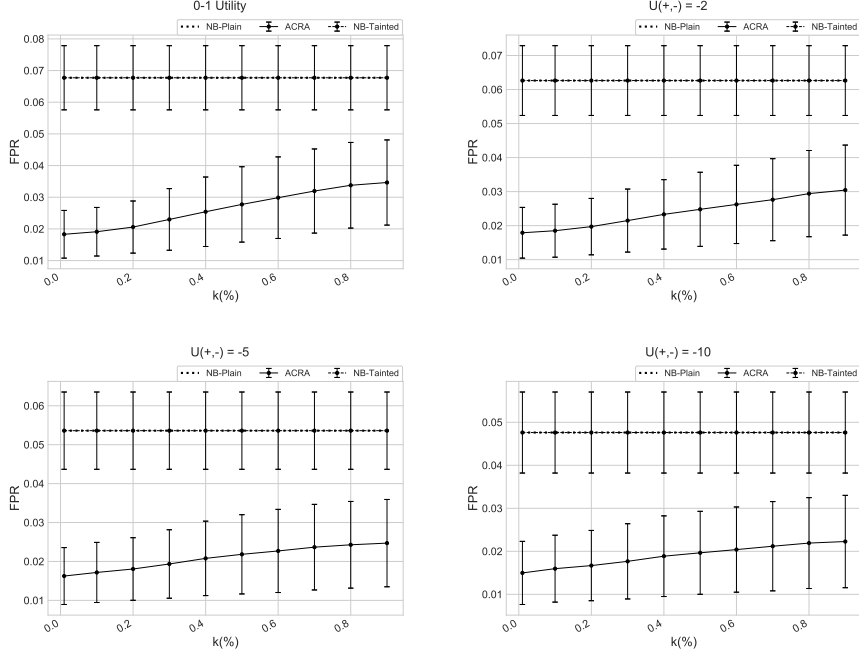 0-1 Utility
NB-Plain ACRA NB-Tainted
0.08
0.07
0.06
0.05
0.04
0.03
0.02
0.01
FPR
0.0 0.2 0.4 0.6 0.8
k(%)
U(+,-) = -2
NB-Plain ACRA NB-Tainted
0.07
0.06
0.05
0.04
0.03
0.02
0.01
FPR
0.0 0.2 0.4 0.6 0.8
k(%)
U(+,-) = -5
NB-Plain ACRA NB-Tainted
0.06
0.05
0.04
0.03
0.02
0.01
FPR
0.0 0.2 0.4 0.6 0.8
k(%)
U(+,-) = -10
NB-Plain ACRA NB-Tainted
0.05
0.04
0.03
0.02
0.01
FPR
0.0 0.2 0.4 0.6 0.8
k(%)